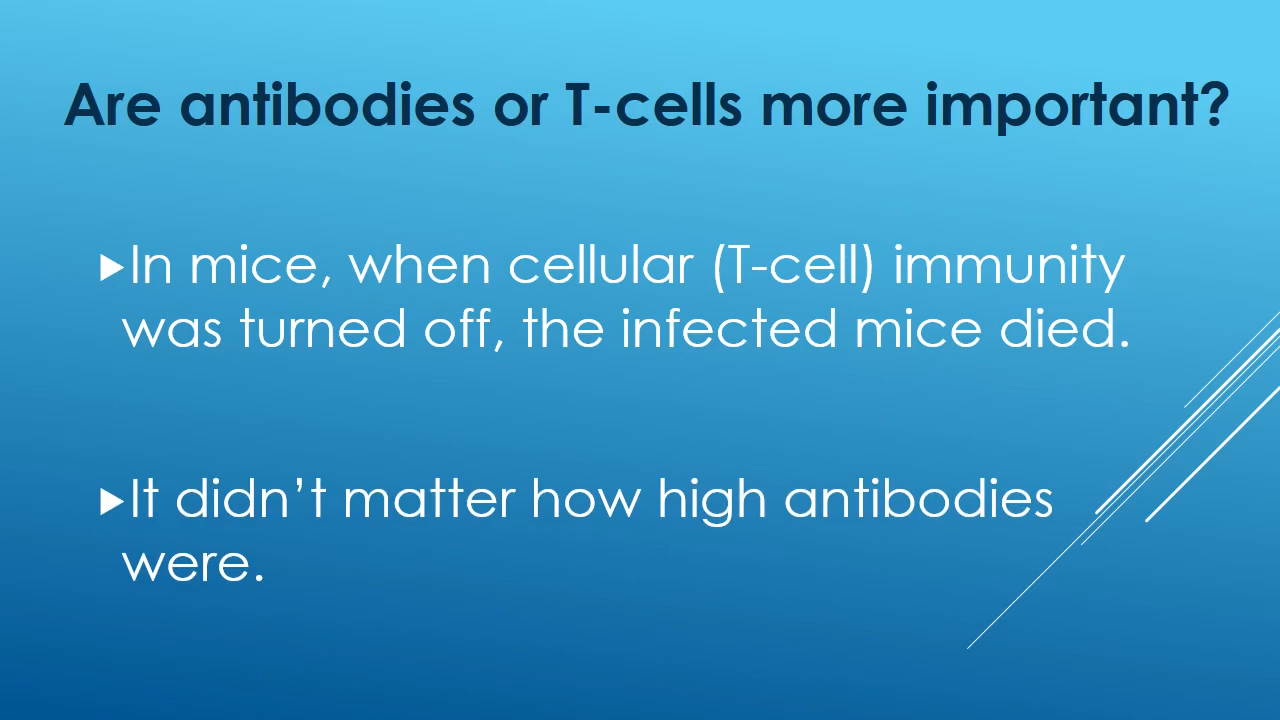 Are antibodies or T-cells more important?
▶In mice, when cellular (T-cell) immunity
was turned off, the infected mice died.
▶It didn’t matter how high antibodies
were.